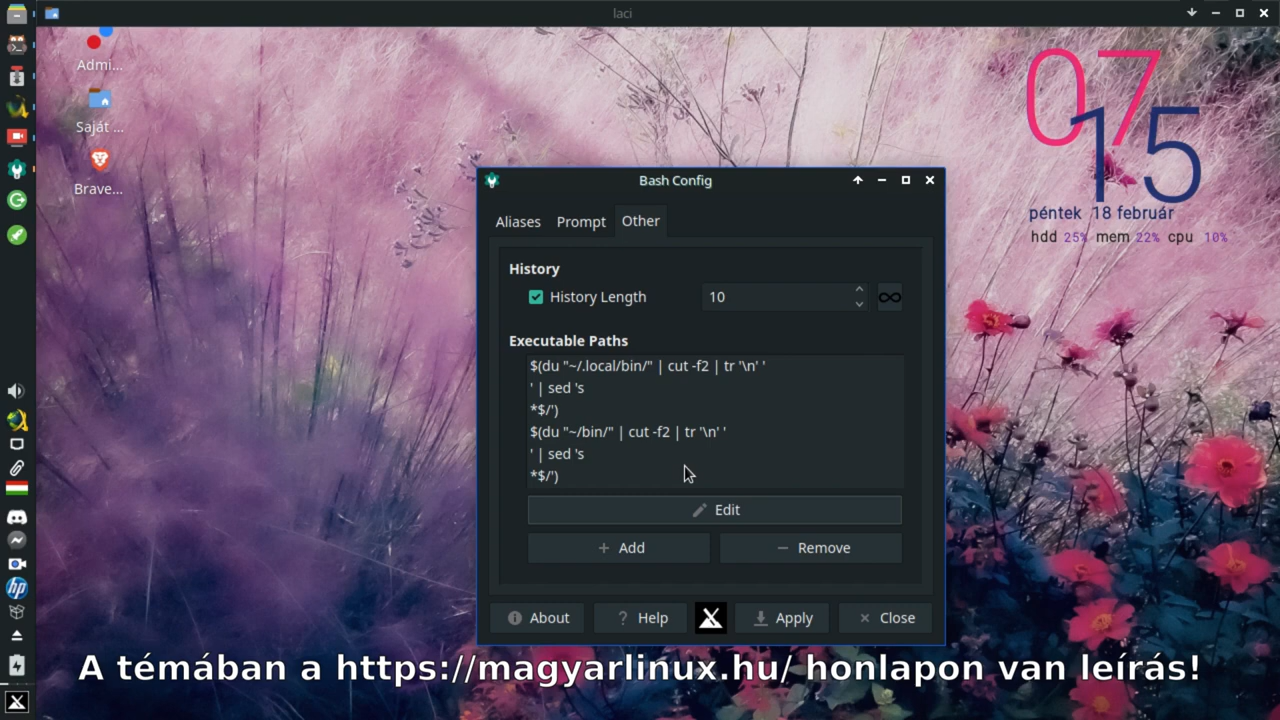 laci
Admi...
Saját ...
Brave...
07
15
péntek 18 február
hdd 25% mem 22% cpu 10%
Bash Config
Aliases Prompt Other
History
History Length 10
Executable Paths
$(du "~/.local/bin/" | cut -f2 | tr '\n' '
' | sed 's
*$/')
$(du "~/bin/" | cut -f2 | tr '\n' '
' | sed 's
*$/')
Edit
Add Remove
About ? Help Apply Close
hp
A témában a https://magyarlinux.hu/ honlapon van leírás!